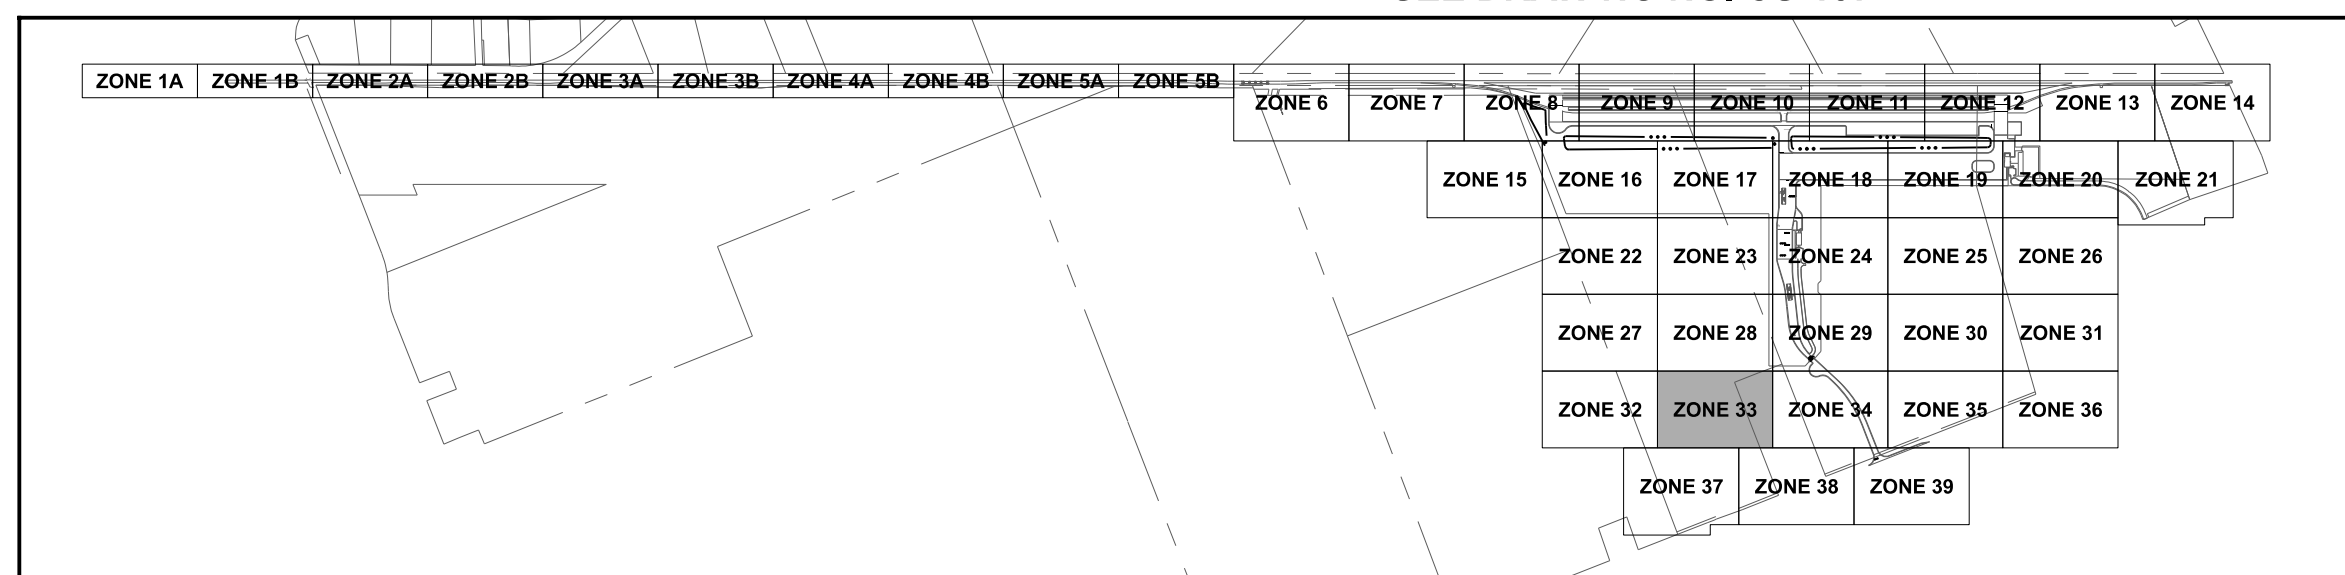 ZONE 1A ZONE 1B ZONE 2A ZONE 2B ZONE 3A ZONE 3B ZONE 4A ZONE 4B ZONE 5A ZONE 5B
ZONE 6 ZONE 7 ZONE 8 ZONE 9 ZONE 10 ZONE 11 ZONE 12 ZONE 13 ZONE 14
ZONE 15 ZONE 16 ZONE 17 ZONE 18 ZONE 19 ZONE 20 ZONE 21
ZONE 22 ZONE 23 ZONE 24 ZONE 25 ZONE 26
ZONE 27 ZONE 28 ZONE 29 ZONE 30 ZONE 31
ZONE 32 ZONE 33 ZONE 34 ZONE 35 ZONE 36
ZONE 37 ZONE 38 ZONE 39